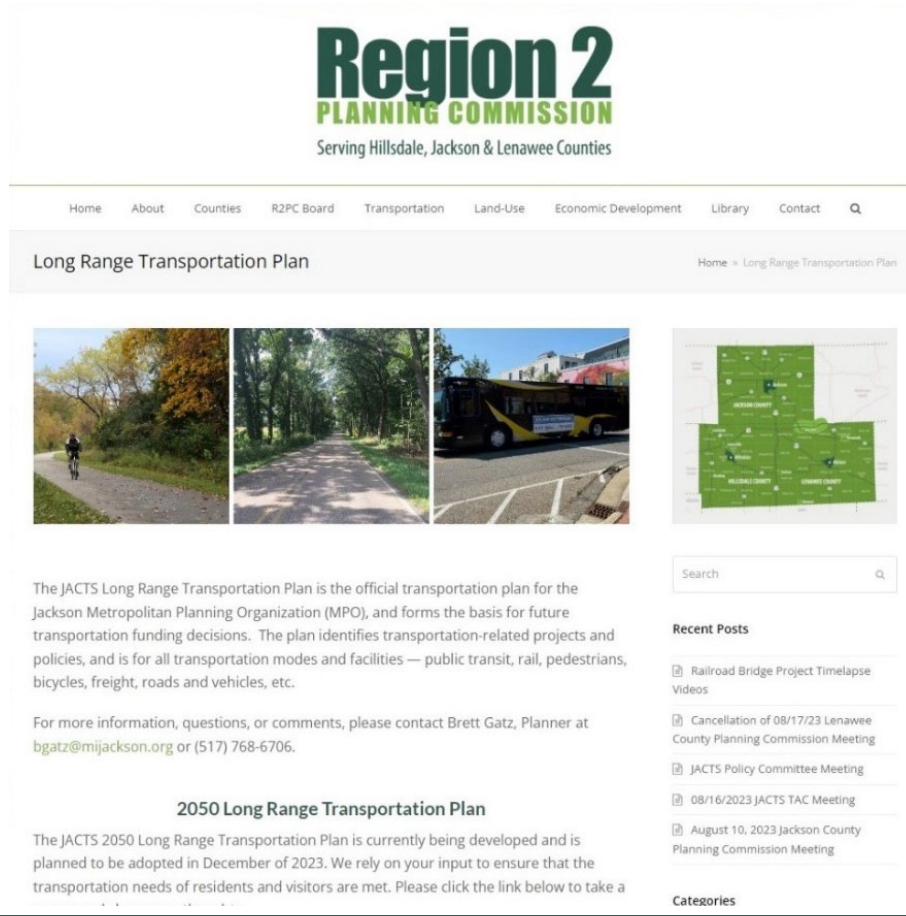 Region 2
PLANNING COMMISSION
Serving Hillsdale, Jackson & Lenawee Counties
Home About Counties R2PC Board Transportation Land-Use Economic Development Library Contact
Long Range Transportation Plan
Home » Long Range Transportation Plan
JACKSON COUNTY
HILLSDALE COUNTY
LENAWEE COUNTY
The JACTS Long Range Transportation Plan is the official transportation plan for the
Jackson Metropolitan Planning Organization (MPO), and forms the basis for future
transportation funding decisions. The plan identifies transportation-related projects and
policies, and is for all transportation modes and facilities — public transit, rail, pedestrians,
bicycles, freight, roads and vehicles, etc.
For more information, questions, or comments, please contact Brett Gatz, Planner at
bgatz@mijackson.org or (517) 768-6706.
2050 Long Range Transportation Plan
The JACTS 2050 Long Range Transportation Plan is currently being developed and is
planned to be adopted in December of 2023. We rely on your input to ensure that the
transportation needs of residents and visitors are met. Please click the link below to take a
Search
Recent Posts
Railroad Bridge Project Timelapse
Videos
Cancellation of 08/17/23 Lenawee
County Planning Commission Meeting
JACTS Policy Committee Meeting
08/16/2023 JACTS TAC Meeting
August 10, 2023 Jackson County
Planning Commission Meeting
Categories